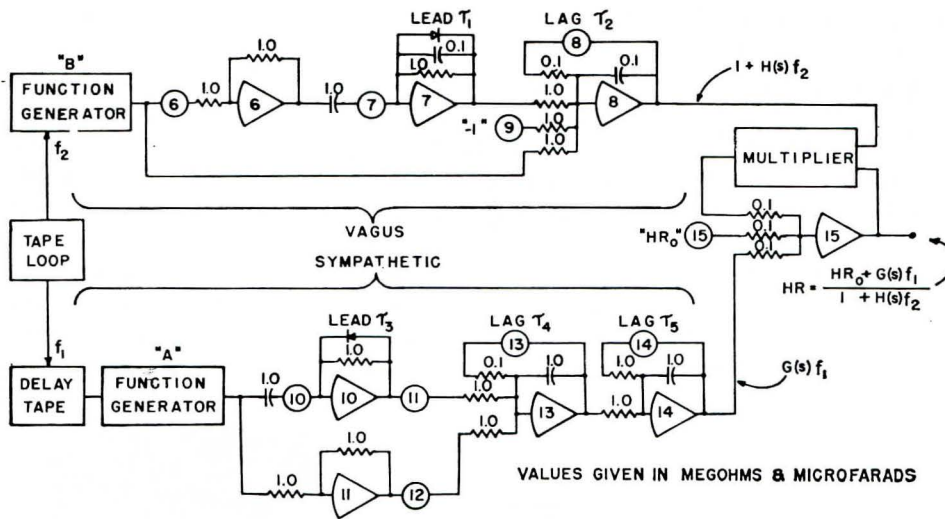 LEAD τ₁
LAG τ₂
1.0
8
"B"
0.1
FUNCTION
GENERATOR
6
1.0
6
1.0
7
1.0
7
0.1
0.1
8
1 + H(s) f₂
1.0
"-1"
9
1.0
1.0
f₂
MULTIPLIER
TAPE
LOOP
VAGUS
SYMPATHETIC
0.1
"HR₀"
15
0.1
0.1
15
HR = HR₀ + G(s) f₁
1 + H(s) f₂
f₁
LEAD τ₃
LAG τ₄
LAG τ₅
"A"
1.0
13
14
DELAY
TAPE
FUNCTION
GENERATOR
1.0
10
10
11
0.1
1.0
1.0
1.0
1.0
G(s) f₁
13
1.0
14
1.0
1.0
1.0
11
12
VALUES GIVEN IN MEGOHMS & MICROFARADS